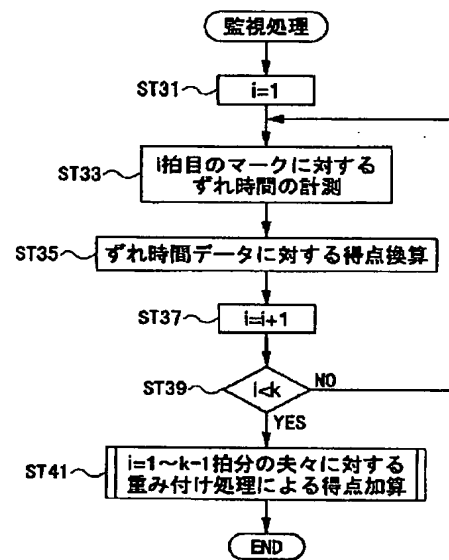 監視処理
ST31
i=1
ST33
i拍目のマークに対する
ずれ時間の計測
ST35
ずれ時間データに対する得点換算
ST37
i=i+1
ST39
i<k
NO
YES
ST41
i=1～k-1拍分の夫々に対する
重み付け処理による得点加算
END